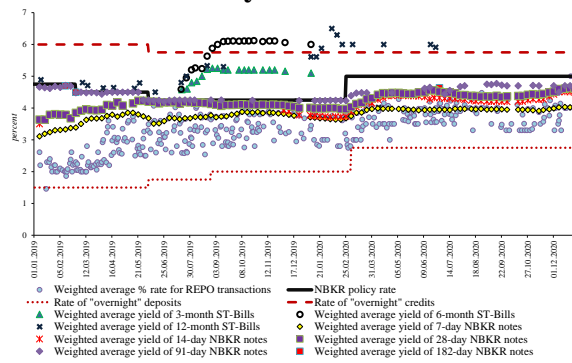 7
6
5
4
3
2
1
0
percent
01.01.2019
05.02.2019
12.03.2019
16.04.2019
21.05.2019
25.06.2019
30.07.2019
03.09.2019
08.10.2019
12.11.2019
17.12.2019
21.01.2020
25.02.2020
31.03.2020
05.05.2020
09.06.2020
14.07.2020
18.08.2020
22.09.2020
27.10.2020
01.12.2020
Weighted average % rate for REPO transactions
NBKR policy rate
Rate of "overnight" deposits
Rate of "overnight" credits
Weighted average yield of 3-month ST-Bills
Weighted average yield of 6-month ST-Bills
Weighted average yield of 12-month ST-Bills
Weighted average yield of 7-day NBKR notes
Weighted average yield of 14-day NBKR notes
Weighted average yield of 28-day NBKR notes
Weighted average yield of 91-day NBKR notes
Weighted average yield of 182-day NBKR notes